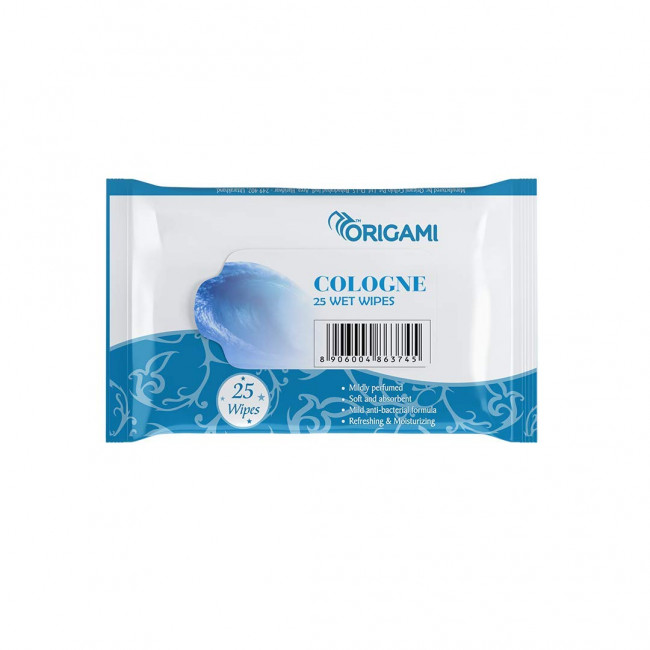 ORIGAMI
TM
COLOGNE
25 WET WIPES
8 906004 863745
25
Wipes
• Mildly perfumed
• Soft and absorbent
• Mild anti-bacterial formula
• Refreshing & Moisturizing